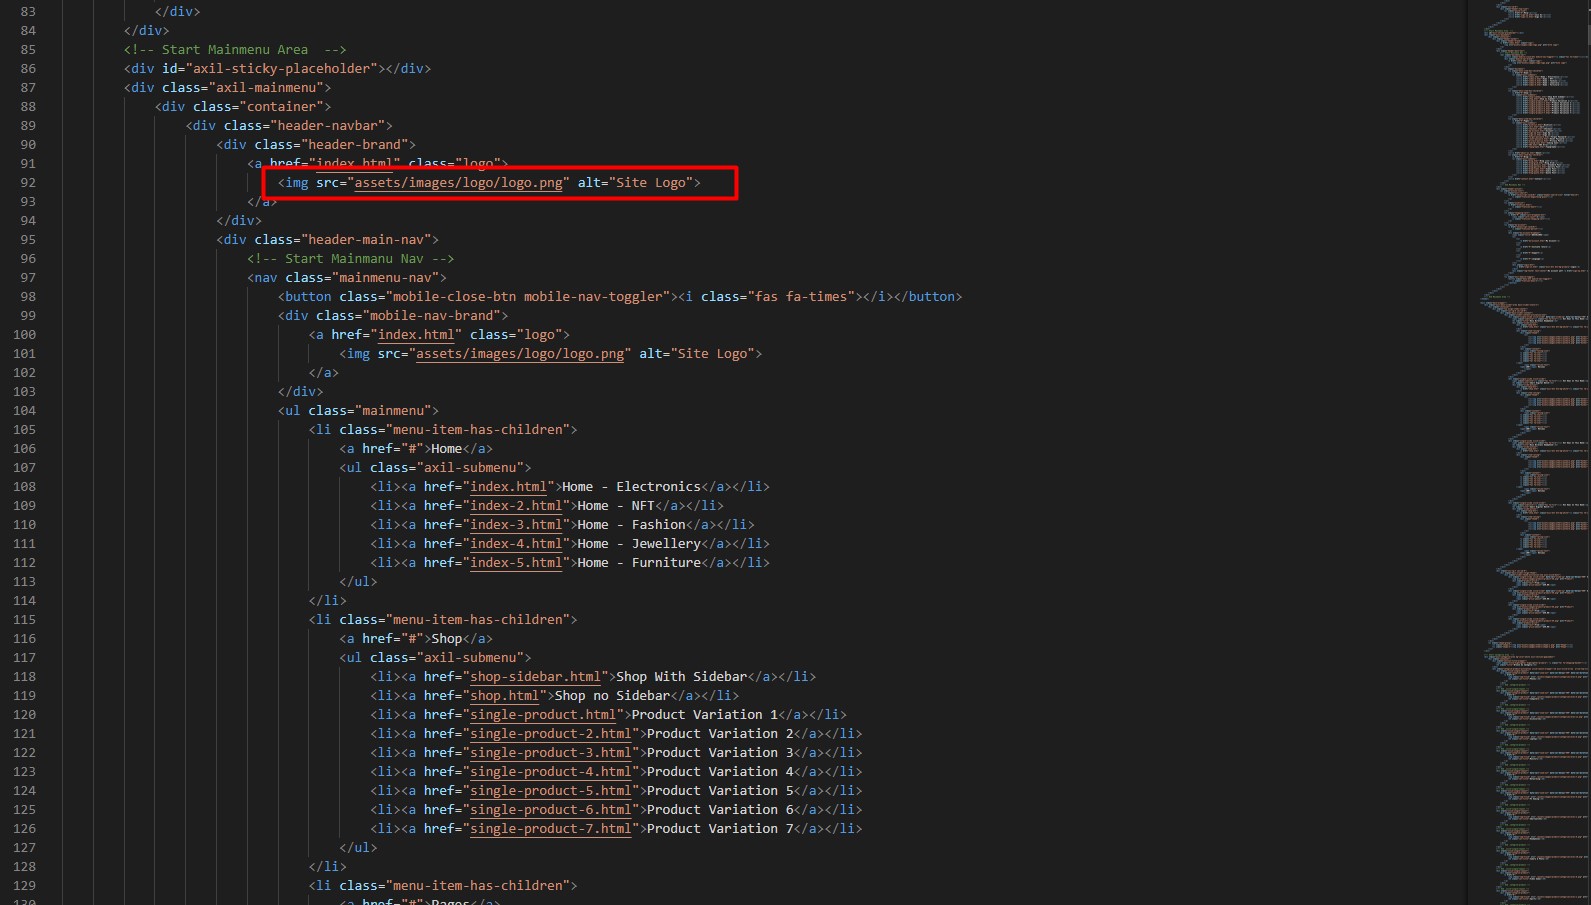 83 </div>
84 </div>
85 <!-- Start Mainmenu Area  -->
86 <div id="axil-sticky-placeholder"></div>
87 <div class="axil-mainmenu">
88 <div class="container">
89 <div class="header-navbar">
90 <div class="header-brand">
91 <a href="index.html" class="logo">
92 <img src="assets/images/logo/logo.png" alt="Site Logo">
93 </a>
94 </div>
95 <div class="header-main-nav">
96 <!-- Start Mainmanu Nav -->
97 <nav class="mainmenu-nav">
98 <button class="mobile-close-btn mobile-nav-toggler"><i class="fas fa-times"></i></button>
99 <div class="mobile-nav-brand">
100 <a href="index.html" class="logo">
101 <img src="assets/images/logo/logo.png" alt="Site Logo">
102 </a>
103 </div>
104 <ul class="mainmenu">
105 <li class="menu-item-has-children">
106 <a href="#">Home</a>
107 <ul class="axil-submenu">
108 <li><a href="index.html">Home - Electronics</a></li>
109 <li><a href="index-2.html">Home - NFT</a></li>
110 <li><a href="index-3.html">Home - Fashion</a></li>
111 <li><a href="index-4.html">Home - Jewellery</a></li>
112 <li><a href="index-5.html">Home - Furniture</a></li>
113 </ul>
114 </li>
115 <li class="menu-item-has-children">
116 <a href="#">Shop</a>
117 <ul class="axil-submenu">
118 <li><a href="shop-sidebar.html">Shop With Sidebar</a></li>
119 <li><a href="shop.html">Shop no Sidebar</a></li>
120 <li><a href="single-product.html">Product Variation 1</a></li>
121 <li><a href="single-product-2.html">Product Variation 2</a></li>
122 <li><a href="single-product-3.html">Product Variation 3</a></li>
123 <li><a href="single-product-4.html">Product Variation 4</a></li>
124 <li><a href="single-product-5.html">Product Variation 5</a></li>
125 <li><a href="single-product-6.html">Product Variation 6</a></li>
126 <li><a href="single-product-7.html">Product Variation 7</a></li>
127 </ul>
128 </li>
129 <li class="menu-item-has-children">
130 <a href="#">Pages</a>